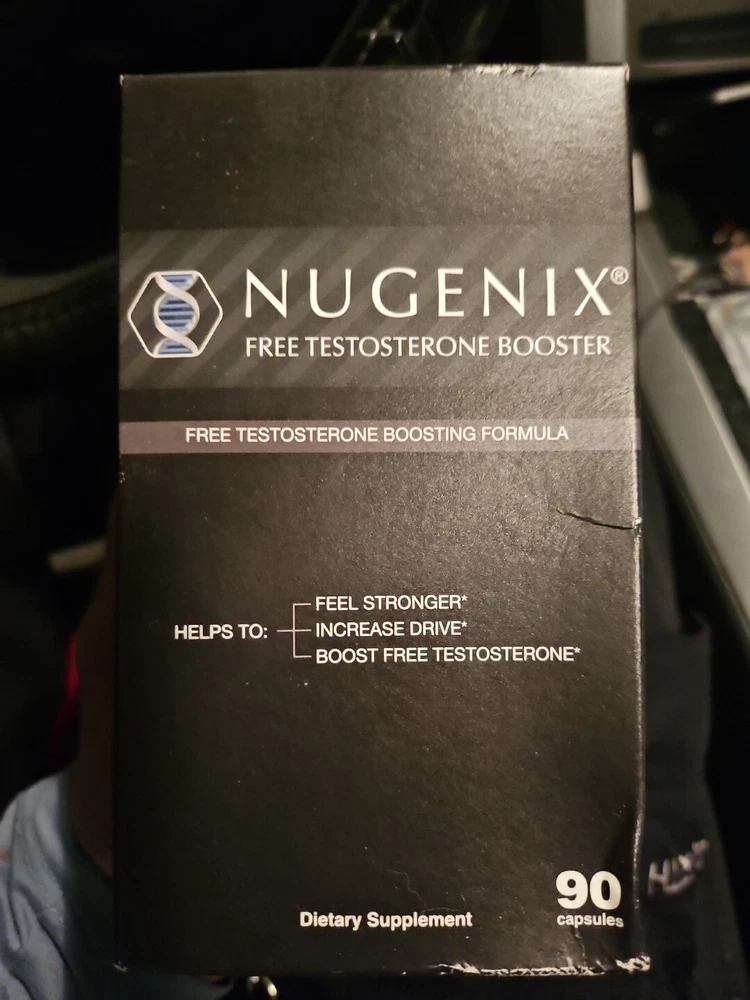 NUGENIX®
FREE TESTOSTERONE BOOSTER
FREE TESTOSTERONE BOOSTING FORMULA
HELPS TO:
FEEL STRONGER*
INCREASE DRIVE*
BOOST FREE TESTOSTERONE*
90
capsules
Dietary Supplement